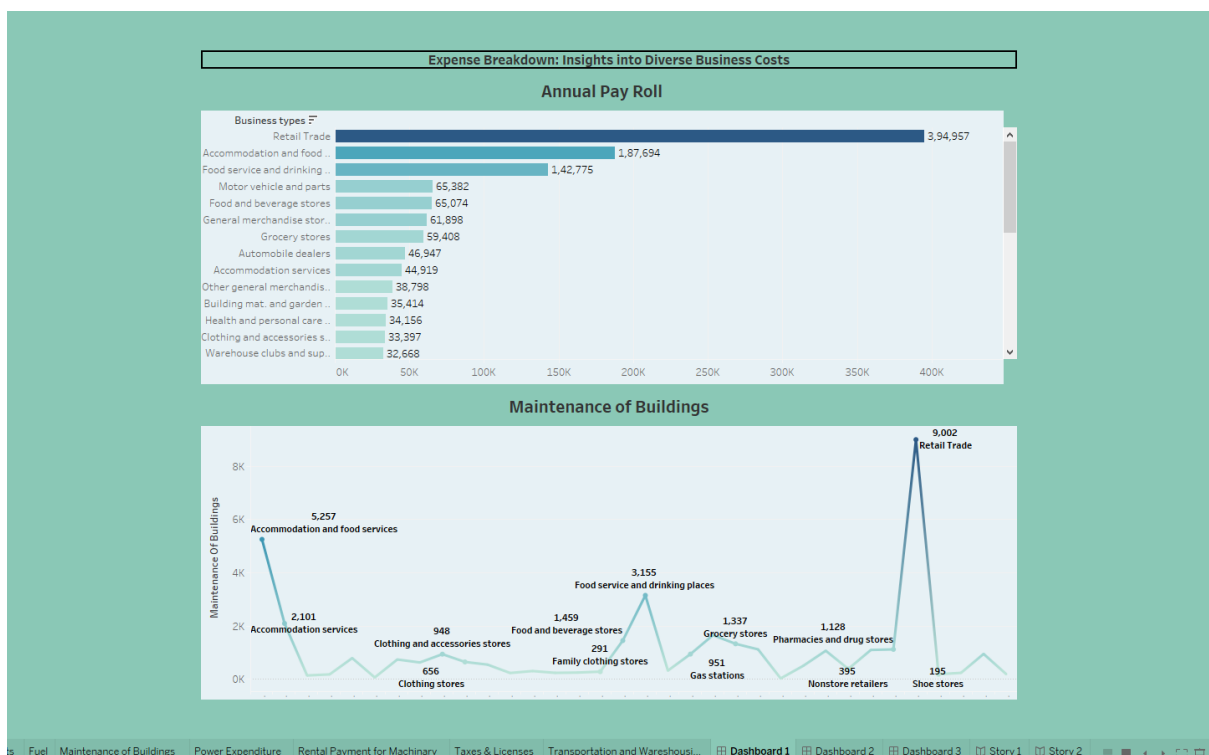 Expense Breakdown: Insights into Diverse Business Costs
Annual Pay Roll
Business types
Retail Trade 3,94,957
Accommodation and food .. 1,87,694
Food service and drinking .. 1,42,775
Motor vehicle and parts 65,382
Food and beverage stores 65,074
General merchandise stor.. 61,898
Grocery stores 59,408
Automobile dealers 46,947
Accommodation services 44,919
Other general merchandis.. 38,798
Building mat. and garden .. 35,414
Health and personal care .. 34,156
Clothing and accessories s.. 33,397
Warehouse clubs and sup.. 32,668
0K 50K 100K 150K 200K 250K 300K 350K 400K
Maintenance of Buildings
Maintenance Of Buildings
8K
6K
4K
2K
0K
5,257
Accommodation and food services
2,101
Accommodation services
948
Clothing and accessories stores
656
Clothing stores
1,459
Food and beverage stores
291
Family clothing stores
3,155
Food service and drinking places
951
Gas stations
1,337
Grocery stores
1,128
Pharmacies and drug stores
395
Nonstore retailers
9,002
Retail Trade
195
Shoe stores
ts Fuel Maintenance of Buildings Power Expenditure Rental Payment for Machinary Taxes & Licenses Transportation and Wareshousi... Dashboard 1 Dashboard 2 Dashboard 3 Story 1 Story 2